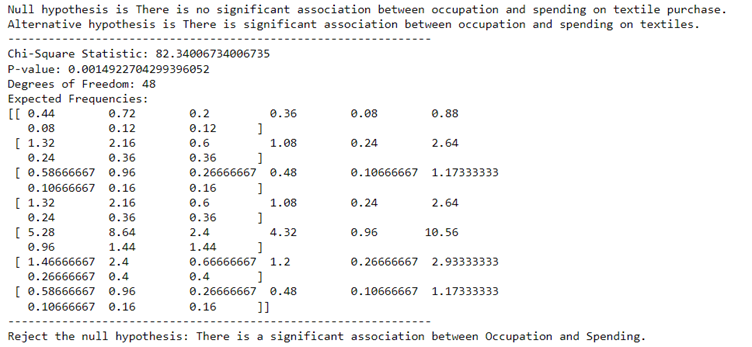 Null hypothesis is There is no significant association between occupation and spending on textile purchase.
Alternative hypothesis is There is significant association between occupation and spending on textiles.
----------------------------------------------------------------
Chi-Square Statistic: 82.34006734006735
P-value: 0.0014922704299396052
Degrees of Freedom: 48
Expected Frequencies:
[[ 0.44 0.72 0.2 0.36 0.08 0.88
0.08 0.12 0.12 ]
[ 1.32 2.16 0.6 1.08 0.24 2.64
0.24 0.36 0.36 ]
[ 0.58666667 0.96 0.26666667 0.48 0.10666667 1.17333333
0.10666667 0.16 0.16 ]
[ 1.32 2.16 0.6 1.08 0.24 2.64
0.24 0.36 0.36 ]
[ 5.28 8.64 2.4 4.32 0.96 10.56
0.96 1.44 1.44 ]
[ 1.46666667 2.4 0.66666667 1.2 0.26666667 2.93333333
0.26666667 0.4 0.4 ]
[ 0.58666667 0.96 0.26666667 0.48 0.10666667 1.17333333
0.10666667 0.16 0.16 ]]
----------------------------------------------------------------
Reject the null hypothesis: There is a significant association between Occupation and Spending.